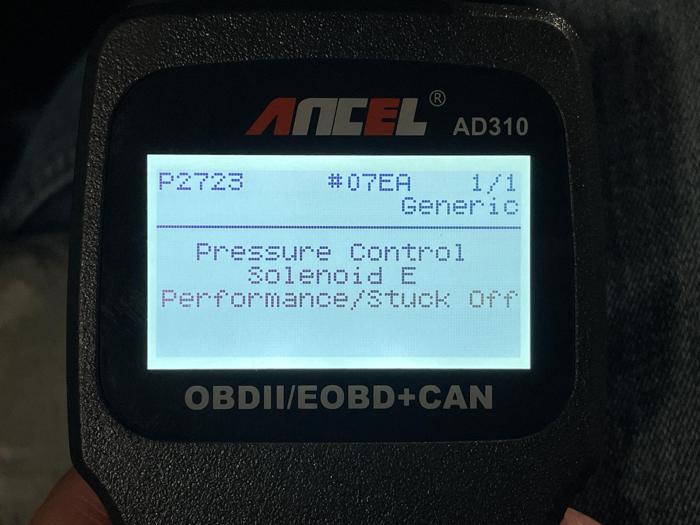 ANCEL® AD310
P2723 #07EA 1/1
Generic
Pressure Control
Solenoid E
Performance/Stuck Off
OBDII/EOBD+CAN